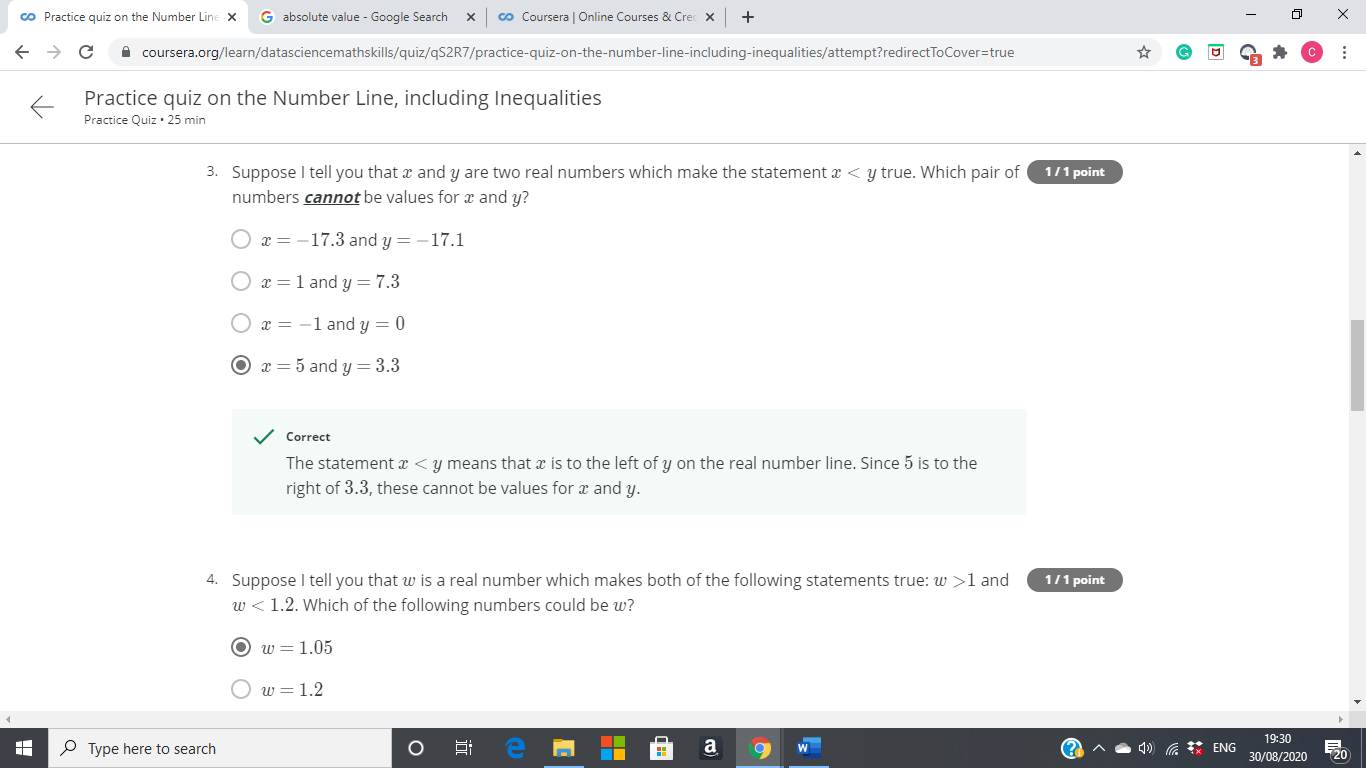 Practice quiz on the Number Line
absolute value - Google Search
Coursera | Online Courses & Cred
coursera.org/learn/datasciencemathskills/quiz/qS2R7/practice-quiz-on-the-number-line-including-inequalities/attempt?redirectToCover=true
G
3
C
Practice quiz on the Number Line, including Inequalities
Practice Quiz • 25 min
3. Suppose I tell you that x and y are two real numbers which make the statement x < y true. Which pair of
1 / 1 point
numbers cannot be values for x and y?
x = −17.3 and y = −17.1
x = 1 and y = 7.3
x = −1 and y = 0
x = 5 and y = 3.3
Correct
The statement x < y means that x is to the left of y on the real number line. Since 5 is to the
right of 3.3, these cannot be values for x and y.
4. Suppose I tell you that w is a real number which makes both of the following statements true: w >1 and
1 / 1 point
w < 1.2. Which of the following numbers could be w?
w = 1.05
w = 1.2
Type here to search
ENG
19:30
30/08/2020
20